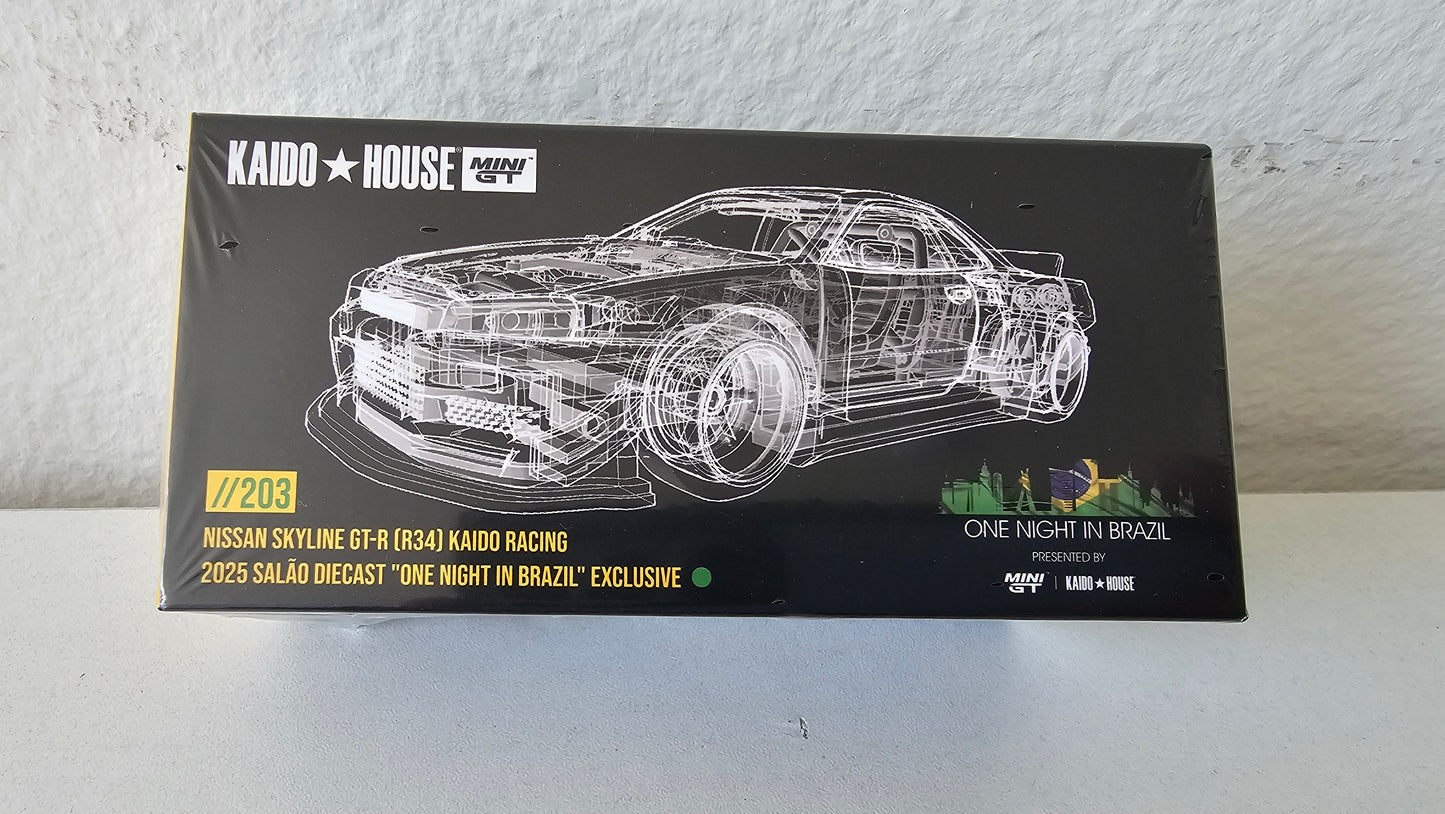 KAIDO★HOUSE® MINI GT™
//203
NISSAN SKYLINE GT-R (R34) KAIDO RACING
2025 SALÃO DIECAST "ONE NIGHT IN BRAZIL" EXCLUSIVE
ONE NIGHT IN BRAZIL
PRESENTED BY
MINI GT | KAIDO★HOUSE